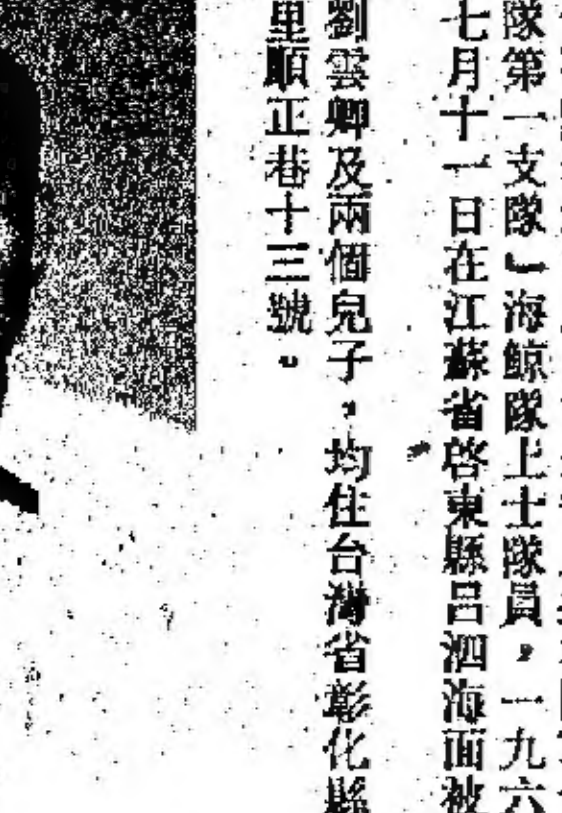 隊第一支隊」海鯨隊上士隊員，一九六
七月十一日在江蘇省啓東縣呂泗海面被
劉雲卿及兩個兒子，均住台灣省彰化縣
里順正巷十三號。